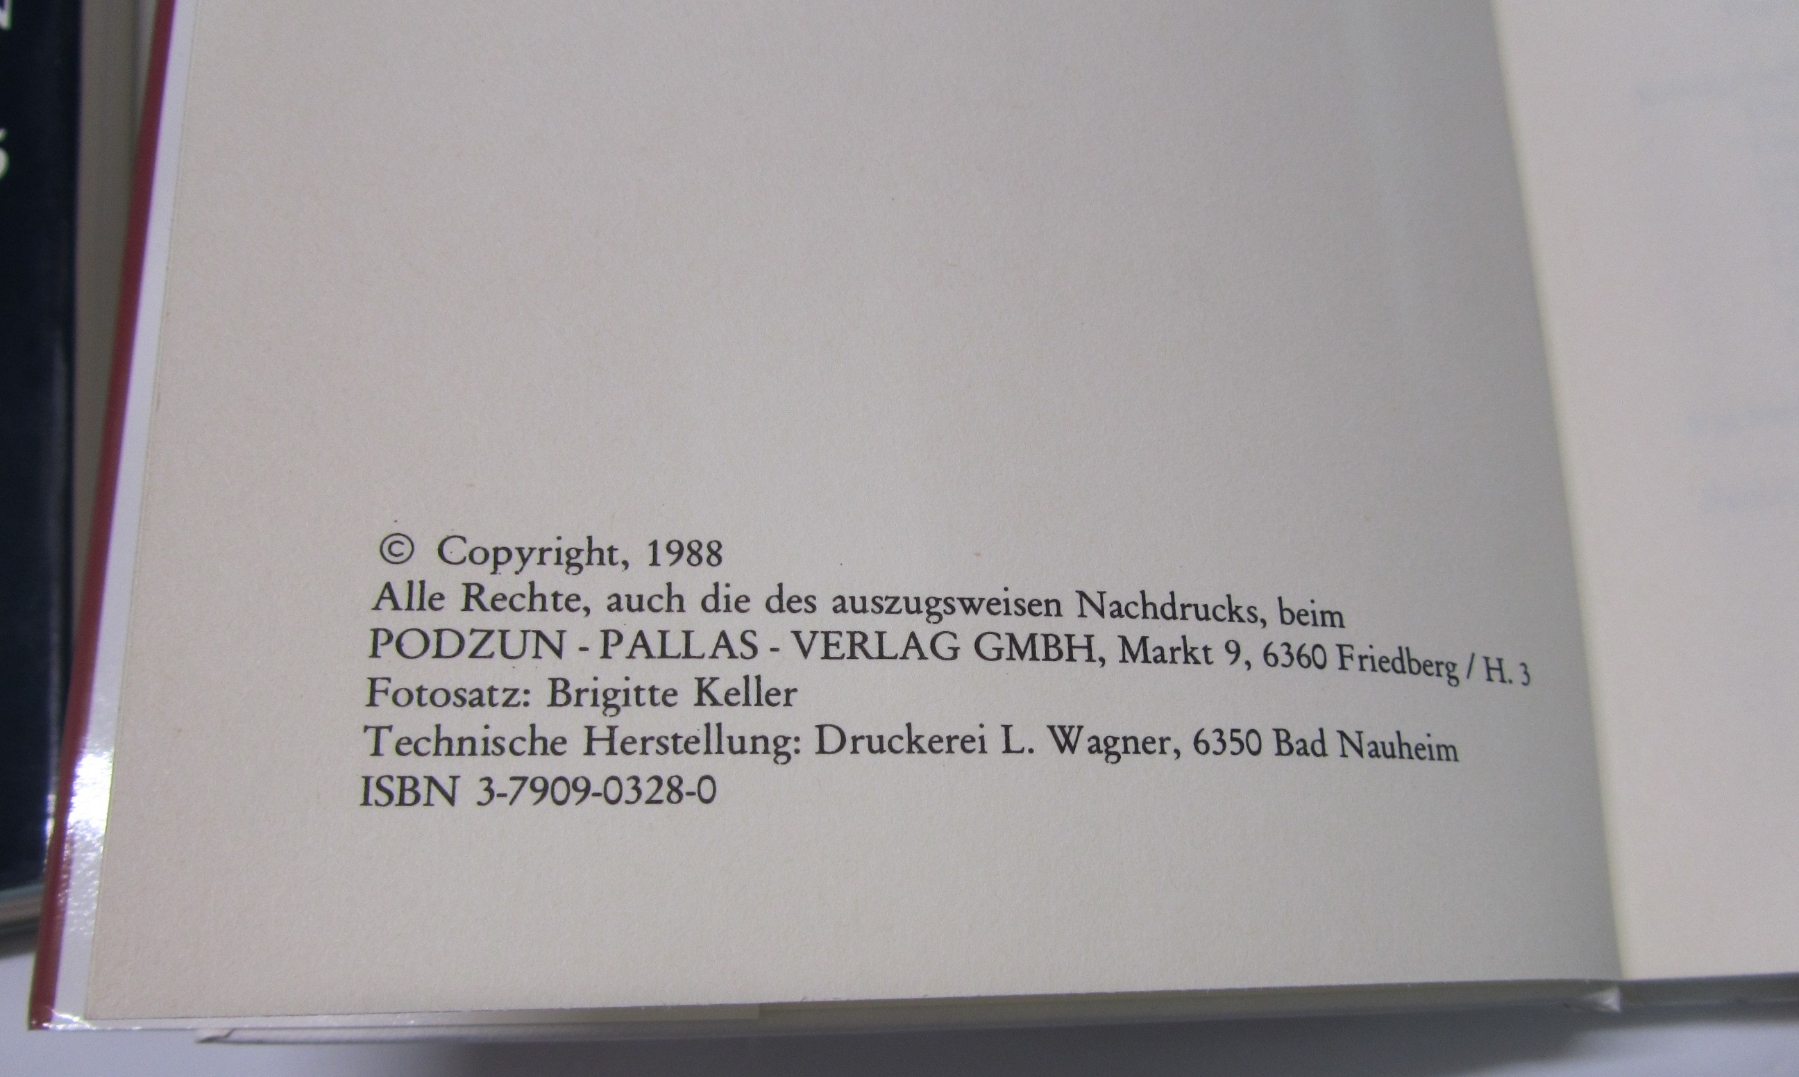 © Copyright, 1988
Alle Rechte, auch die des auszugsweisen Nachdrucks, beim
PODZUN - PALLAS - VERLAG GMBH, Markt 9, 6360 Friedberg / H. 3
Fotosatz: Brigitte Keller
Technische Herstellung: Druckerei L. Wagner, 6350 Bad Nauheim
ISBN 3-7909-0328-0